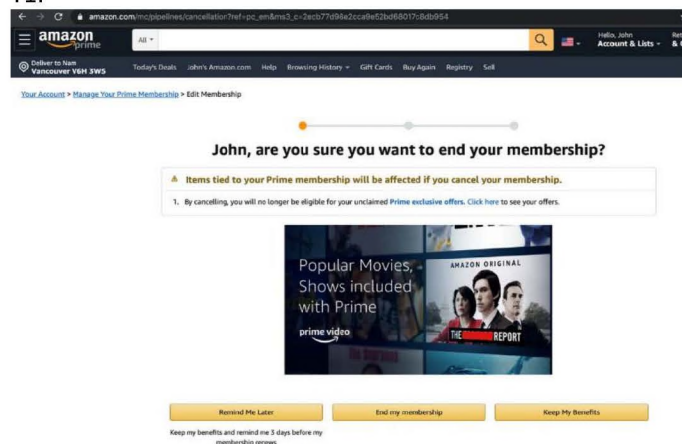 amazon.com/mc/pipelines/cancellation?ref=pc_en&ms3_c=2ecb77d98e2cca9e52bd68017c8db954
amazon
prime
All
Hello, John
Account & Lists
Deliver to Nam
Vancouver V6H 3W5
Today's Deals John's Amazon.com Help Browsing History Gift Cards Buy Again Registry Sell
Your Account > Manage Your Prime Membership > Edit Membership
John, are you sure you want to end your membership?
Items tied to your Prime membership will be affected if you cancel your membership.
1. By cancelling, you will no longer be eligible for your unclaimed Prime exclusive offers. Click here to see your offers.
Popular Movies,
Shows included
with Prime
prime video
AMAZON ORIGINAL
THE REPORT
Remind Me Later
End my membership
Keep My Benefits
Keep my benefits and remind me 3 days before my
membership renews